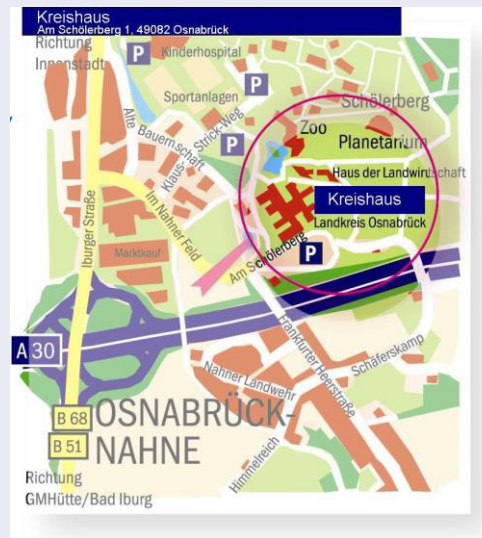 Kreishaus
Am Schölerberg 1, 49082 Osnabrück
Richtung
Innenstadt
P
Kinderhospital
P
Sportanlagen
Schölerberg
Alte
Bauernschaft
Klaus-
Strick-Weg
P
Zoo
Planetarium
Haus der Landwirtschaft
Kreishaus
Landkreis Osnabrück
Iburger Straße
Im Nahner Feld
Marktkauf
Am Schölerberg
P
A 30
Frankfurter Heerstraße
Schäferskamp
Nahner Landwehr
Himmelreich
B 68
B 51
OSNABRÜCK-
NAHNE
Richtung
GMHütte/Bad Iburg